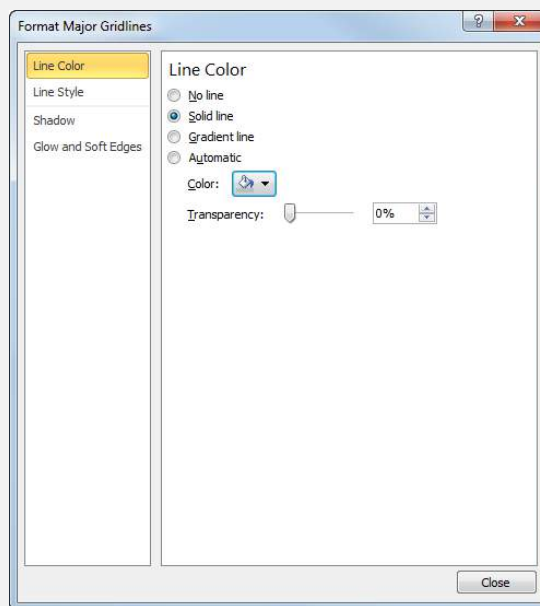 Format Major Gridlines
?
X
Line Color
Line Style
Shadow
Glow and Soft Edges
Line Color
No line
Solid line
Gradient line
Automatic
Color:
Transparency: 0%
Close